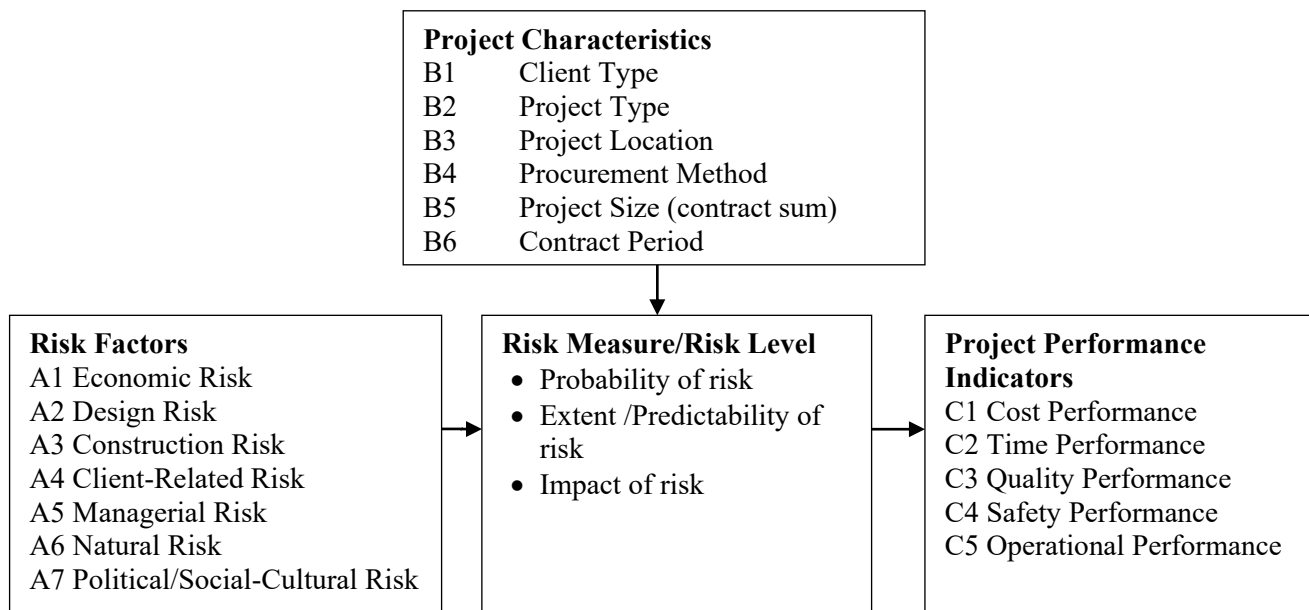 Project Characteristics
B1 Client Type
B2 Project Type
B3 Project Location
B4 Procurement Method
B5 Project Size (contract sum)
B6 Contract Period
Risk Factors
A1 Economic Risk
A2 Design Risk
A3 Construction Risk
A4 Client-Related Risk
A5 Managerial Risk
A6 Natural Risk
A7 Political/Social-Cultural Risk
Risk Measure/Risk Level
• Probability of risk
• Extent /Predictability of
risk
• Impact of risk
Project Performance
Indicators
C1 Cost Performance
C2 Time Performance
C3 Quality Performance
C4 Safety Performance
C5 Operational Performance